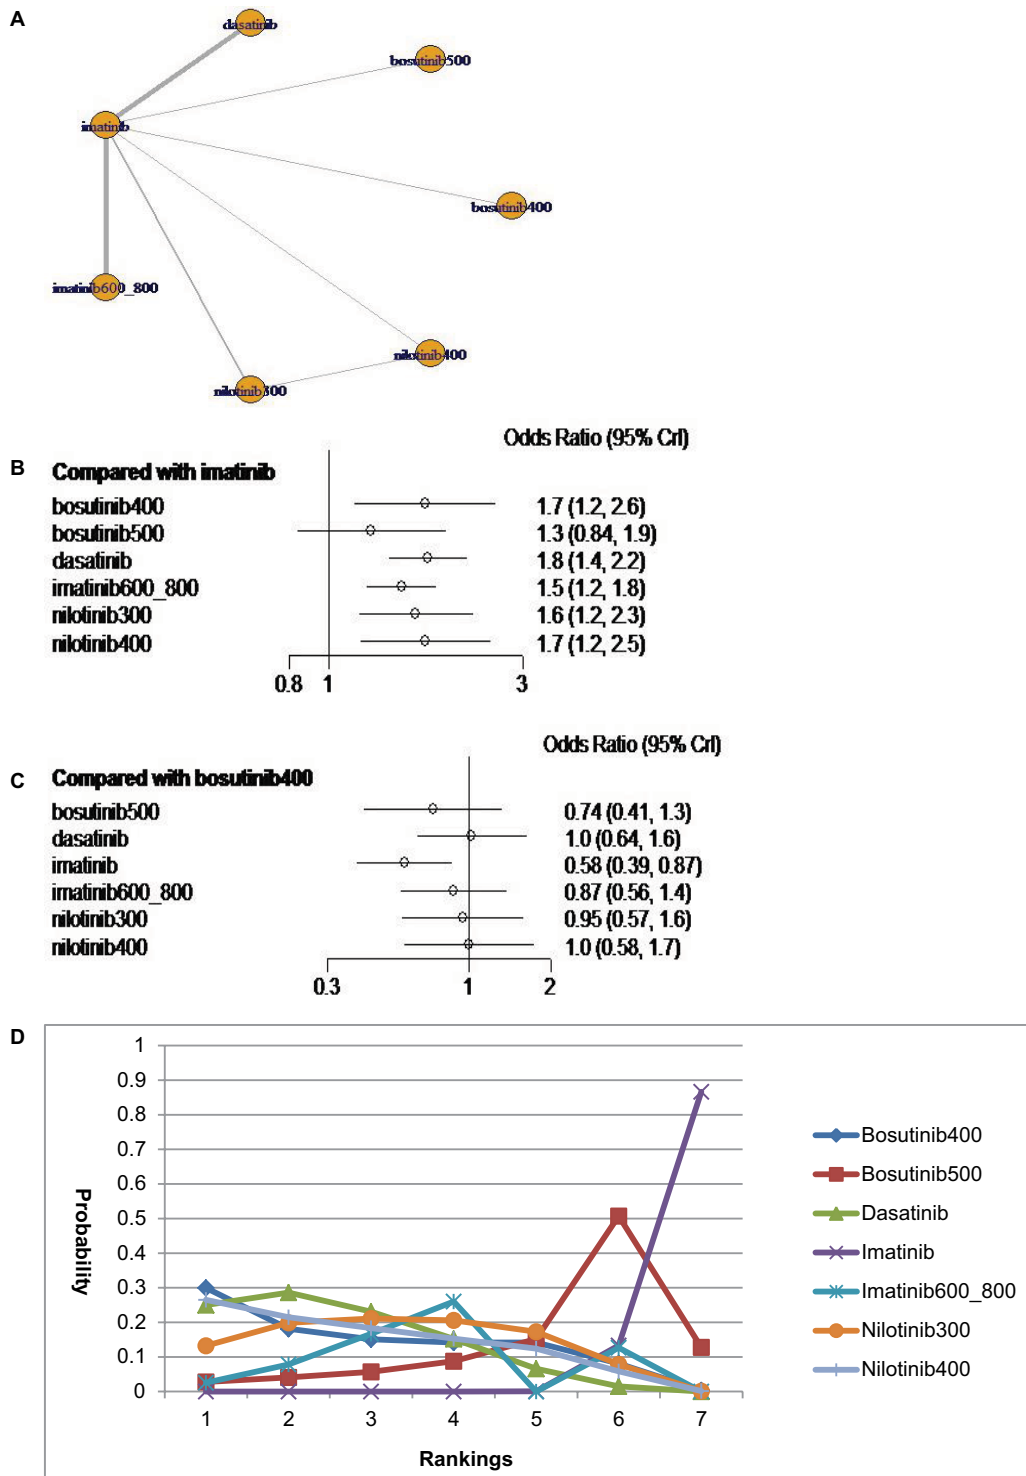 A
dasatinib
bosutinib500
imatinib
bosutinib400
imatinib600_800
nilotinib400
nilotinib300
Odds Ratio (95% CrI)
B
Compared with imatinib
bosutinib400 1.7 (1.2, 2.6)
bosutinib500 1.3 (0.84, 1.9)
dasatinib 1.8 (1.4, 2.2)
imatinib600_800 1.5 (1.2, 1.8)
nilotinib300 1.6 (1.2, 2.3)
nilotinib400 1.7 (1.2, 2.5)
0.8 1 3
Odds Ratio (95% CrI)
C
Compared with bosutinib400
bosutinib500 0.74 (0.41, 1.3)
dasatinib 1.0 (0.64, 1.6)
imatinib 0.58 (0.39, 0.87)
imatinib600_800 0.87 (0.56, 1.4)
nilotinib300 0.95 (0.57, 1.6)
nilotinib400 1.0 (0.58, 1.7)
0.3 1 2
D
1
0.9
0.8
0.7
0.6
0.5
0.4
0.3
0.2
0.1
0
Probability
1 2 3 4 5 6 7
Rankings
Bosutinib400
Bosutinib500
Dasatinib
Imatinib
Imatinib600_800
Nilotinib300
Nilotinib400